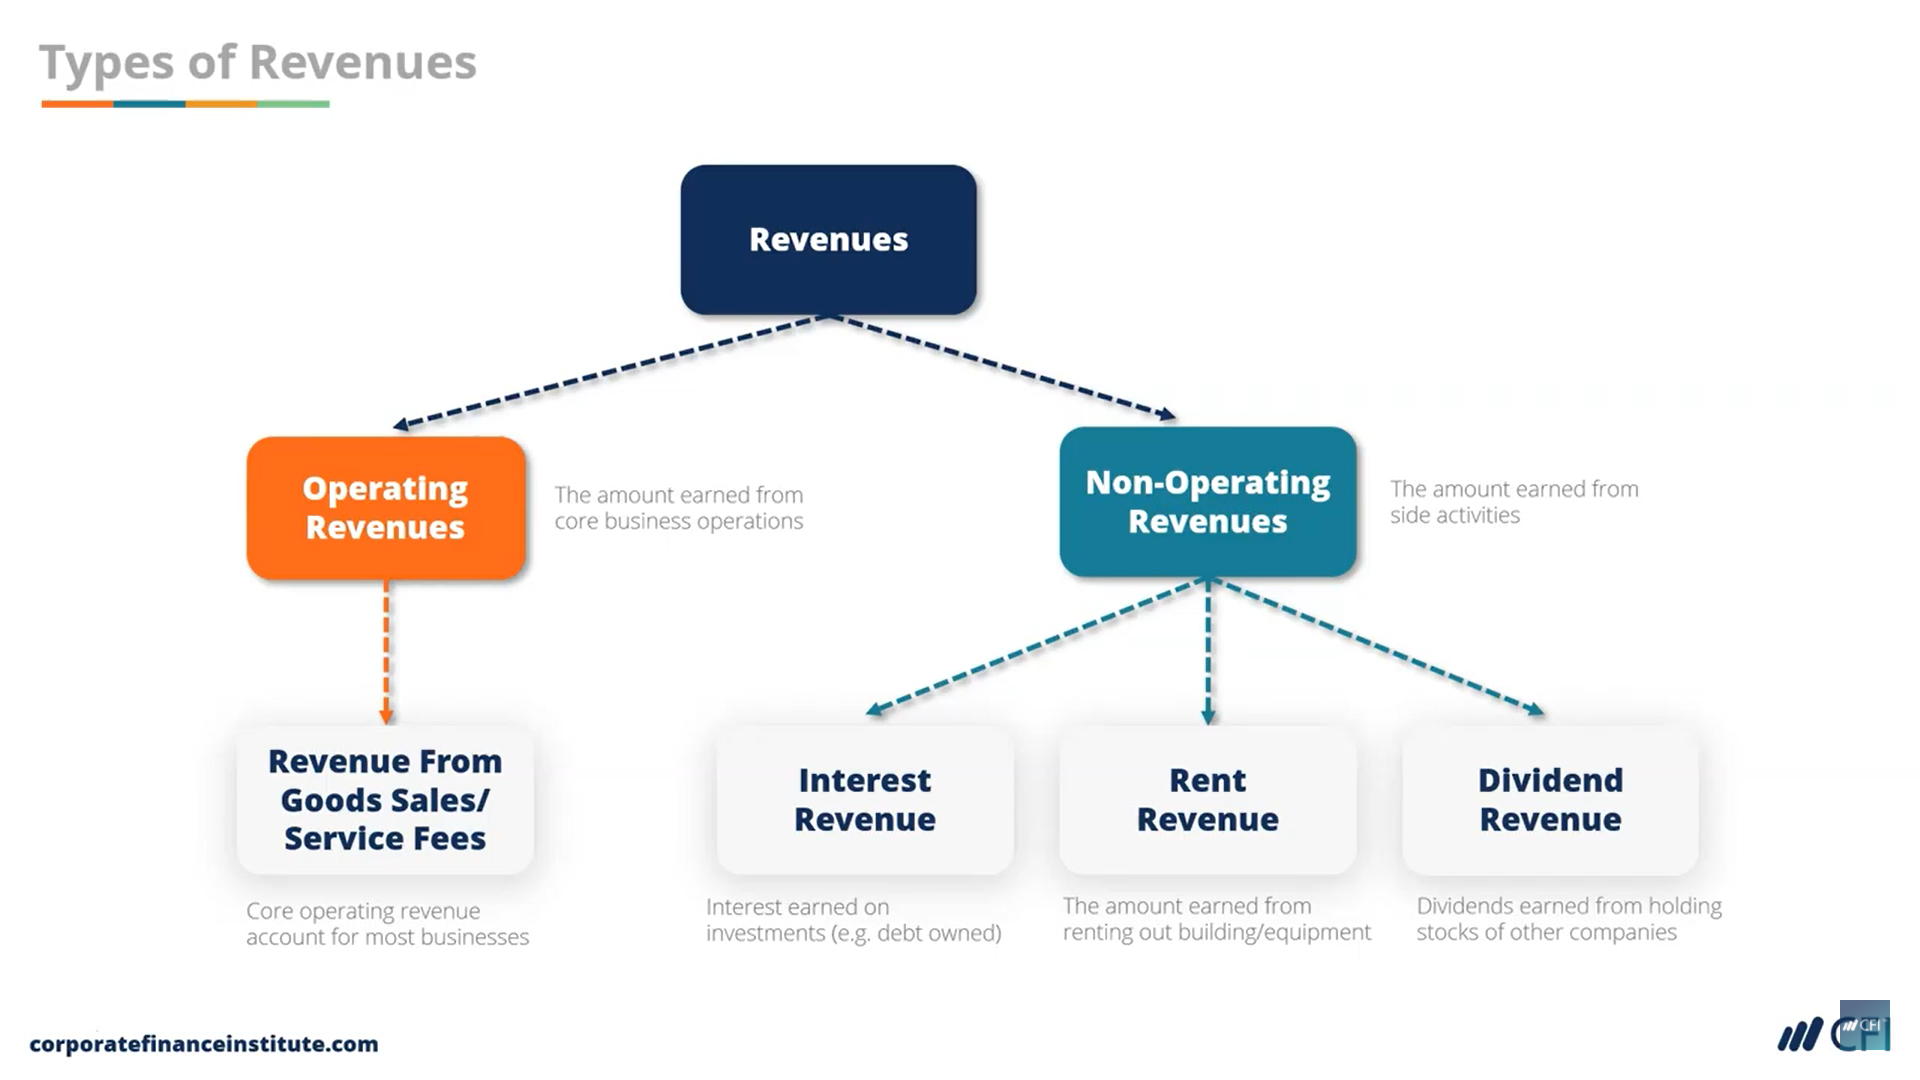 Types of Revenues
Revenues
Operating
Revenues
The amount earned from
core business operations
Non-Operating
Revenues
The amount earned from
side activities
Revenue From
Goods Sales/
Service Fees
Core operating revenue
account for most businesses
Interest
Revenue
Interest earned on
investments (e.g. debt owned)
Rent
Revenue
The amount earned from
renting out building/equipment
Dividend
Revenue
Dividends earned from holding
stocks of other companies
corporatefinanceinstitute.com
CFI
CFI